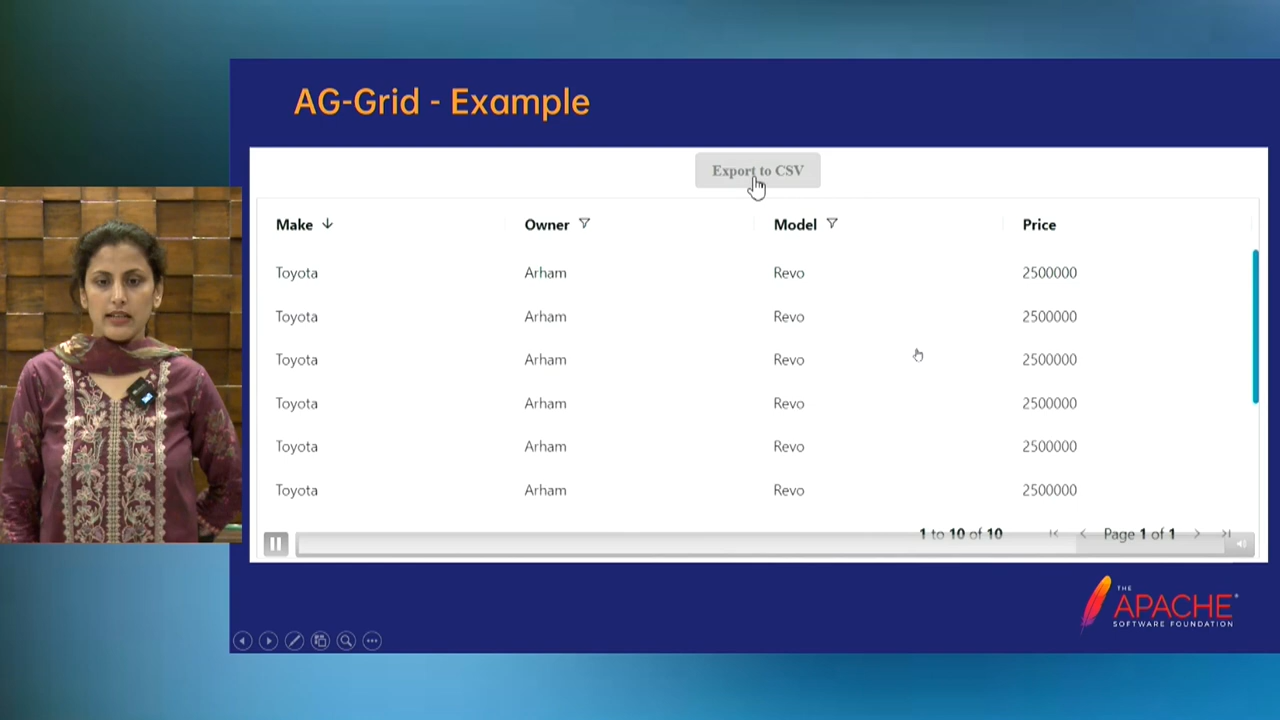 AG-Grid - Example
Export to CSV
Make Owner Model Price
Toyota Arham Revo 2500000
Toyota Arham Revo 2500000
Toyota Arham Revo 2500000
Toyota Arham Revo 2500000
Toyota Arham Revo 2500000
Toyota Arham Revo 2500000
1 to 10 of 10 Page 1 of 1
THE
APACHE
SOFTWARE FOUNDATION